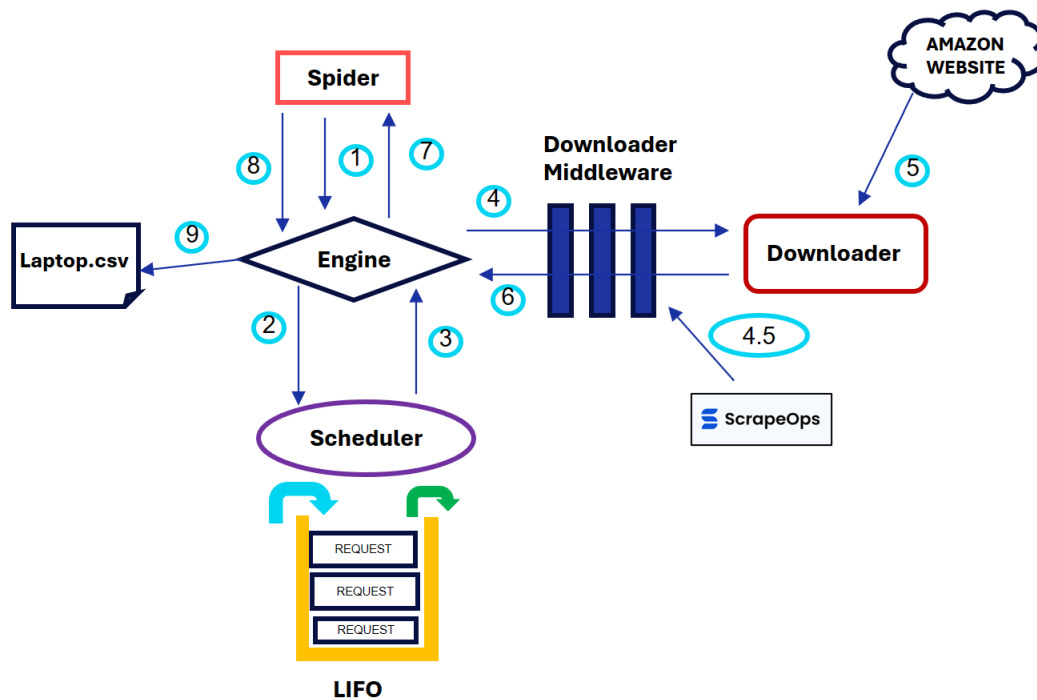 AMAZON
WEBSITE
Spider
Downloader
Middleware
8
1
7
4
5
9
Laptop.csv
Engine
Downloader
6
2
3
4.5
ScrapeOps
Scheduler
REQUEST
REQUEST
REQUEST
LIFO